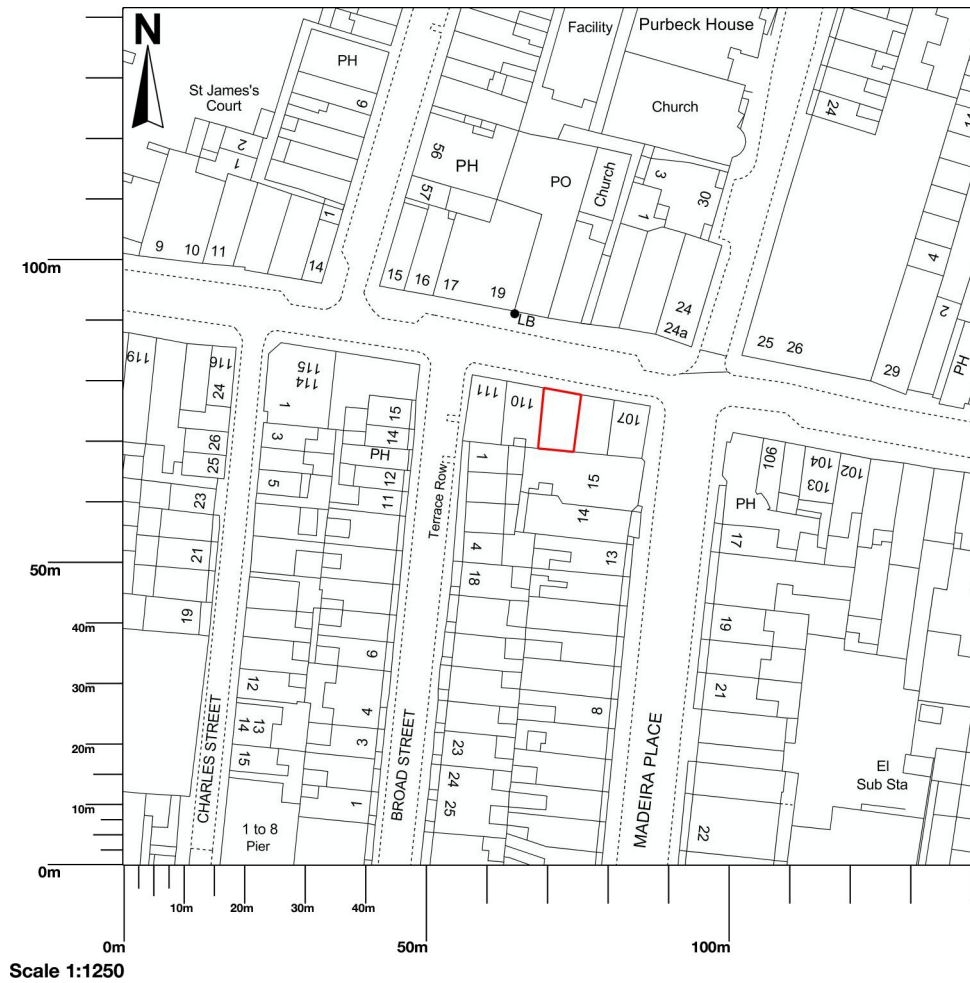 N
Facility
Purbeck House
PH
St James's
Court
9
Church
24
11
2
1
56
PH
PO
Church
3
30
57
1
1
4
9
10
11
14
15
16
17
19
24
24a
2
100m
LB
25
26
29
PH
119
116
24
115
114
1
15
111
110
107
3
14
26
25
PH
12
11
5
23
1
15
14
106
104
103
102
PH
Terrace Row
21
4
18
13
17
50m
19
6
19
40m
12
21
30m
13
14
4
8
15
3
23
20m
CHARLES STREET
BROAD STREET
MADEIRA PLACE
24
25
1
El
Sub Sta
10m
1 to 8
Pier
22
0m
10m
20m
30m
40m
0m
50m
100m
Scale 1:1250